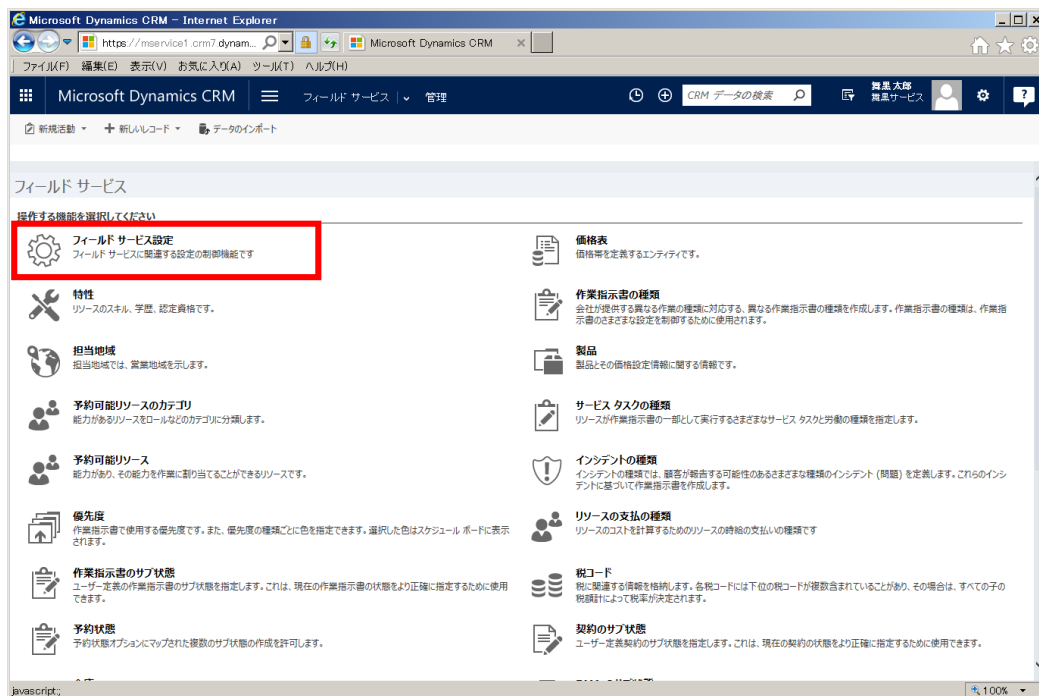 Microsoft Dynamics CRM - Internet Explorer
https://mservice1.crm7.dynam...
Microsoft Dynamics CRM
ファイル(F) 編集(E) 表示(V) お気に入り(A) ツール(T) ヘルプ(H)
Microsoft Dynamics CRM フィールド サービス 管理 CRM データの検索 舞黒 太郎
舞黒サービス
新規活動 新しいレコード データのインポート
フィールド サービス
操作する機能を選択してください
フィールド サービス設定
フィールド サービスに関連する設定の制御機能です
価格表
価格帯を定義するエンティティです。
特性
リソースのスキル、学歴、認定資格です。
作業指示書の種類
会社が提供する異なる作業の種類に対応する、異なる作業指示書の種類を作成します。作業指示書の種類は、作業指
示書のさまざまな設定を制御するために使用されます。
担当地域
担当地域では、営業地域を示します。
製品
製品とその価格設定情報に関する情報です。
予約可能リソースのカテゴリ
能力があるリソースをロールなどのカテゴリに分類します。
サービス タスクの種類
リソースが作業指示書の一部として実行するさまざまなサービス タスクと労働の種類を指定します。
予約可能リソース
能力があり、その能力を作業に割り当てることができるリソースです。
インシデントの種類
インシデントの種類では、顧客が報告する可能性のあるさまざまな種類のインシデント (問題) を定義します。これらのインシ
デントに基づいて作業指示書を作成します。
優先度
作業指示書で使用する優先度です。また、優先度の種類ごとに色を指定できます。選択した色はスケジュール ボードに表示
されます。
リソースの支払の種類
リソースのコストを計算するためのリソースの時給の支払いの種類です
作業指示書のサブ状態
ユーザー定義の作業指示書のサブ状態を指定します。これは、現在の作業指示書の状態をより正確に指定するために使用
できます。
税コード
税に関連する情報を格納します。各税コードには下位の税コードが複数含まれていることがあり、その場合は、すべての子の
税額計によって税率が決定されます。
予約状態
予約状態オプションにマップされた複数のサブ状態の作成を許可します。
契約のサブ状態
ユーザー定義契約のサブ状態を指定します。これは、現在の契約の状態をより正確に指定するために使用できます。
javascript:;
100%